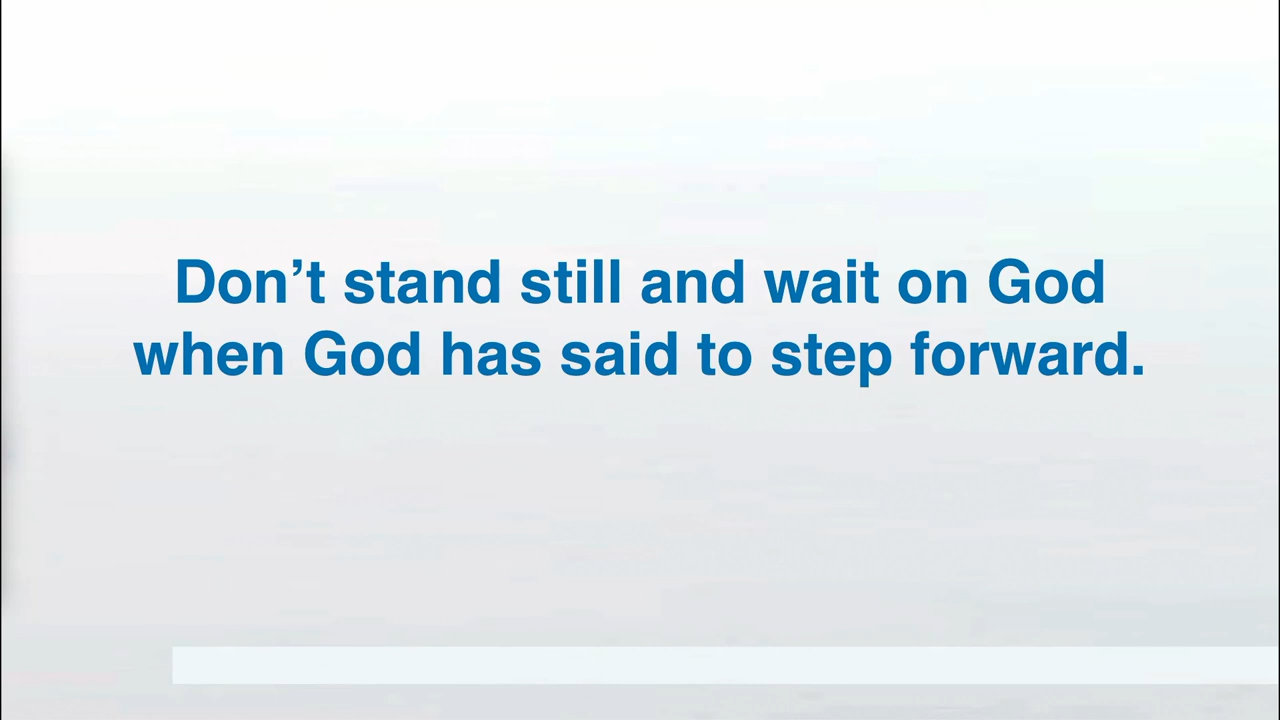 Don’t stand still and wait on God
when God has said to step forward.